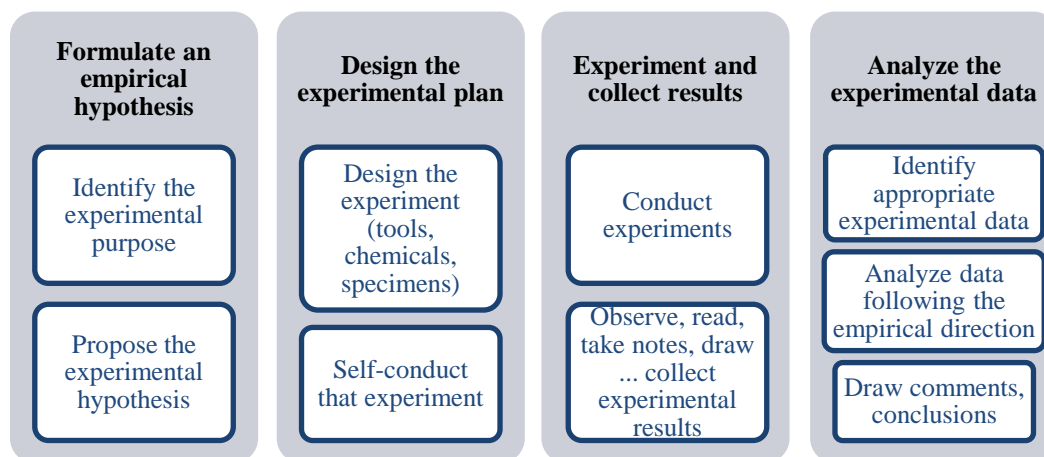 Formulate an
empirical
hypothesis
Identify the
experimental
purpose
Propose the
experimental
hypothesis
Design the
experimental plan
Design the
experiment
(tools,
chemicals,
specimens)
Self-conduct
that experiment
Experiment and
collect results
Conduct
experiments
Observe, read,
take notes, draw
... collect
experimental
results
Analyze the
experimental data
Identify
appropriate
experimental data
Analyze data
following the
empirical direction
Draw comments,
conclusions